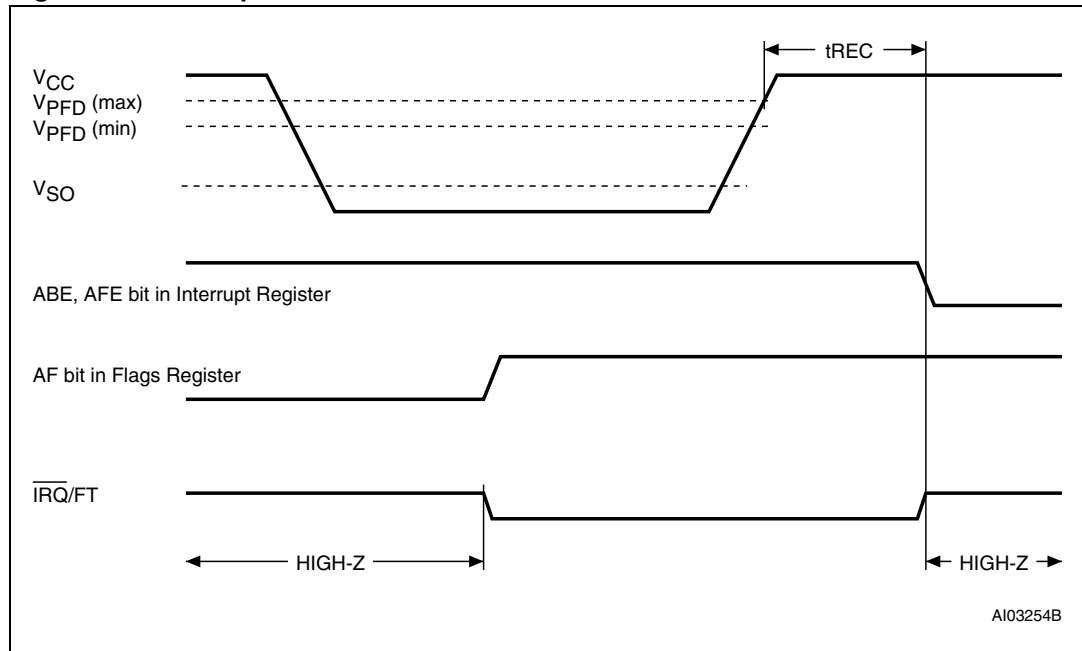 tREC
VCC
VPFD (max)
VPFD (min)
VSO
ABE, AFE bit in Interrupt Register
AF bit in Flags Register
IRQ/FT
HIGH-Z
HIGH-Z
AI03254B